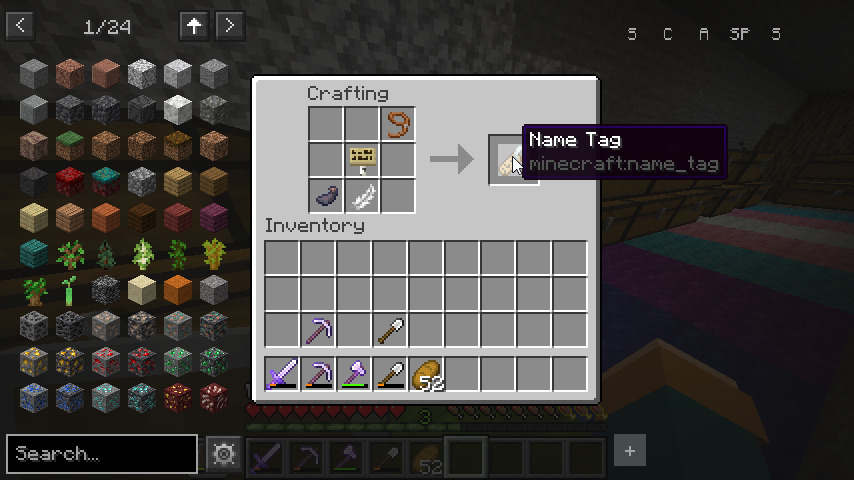 <
1/24
>
S C A SP S
Crafting
Name Tag
minecraft:name_tag
Inventory
52
3
52
Search...
+